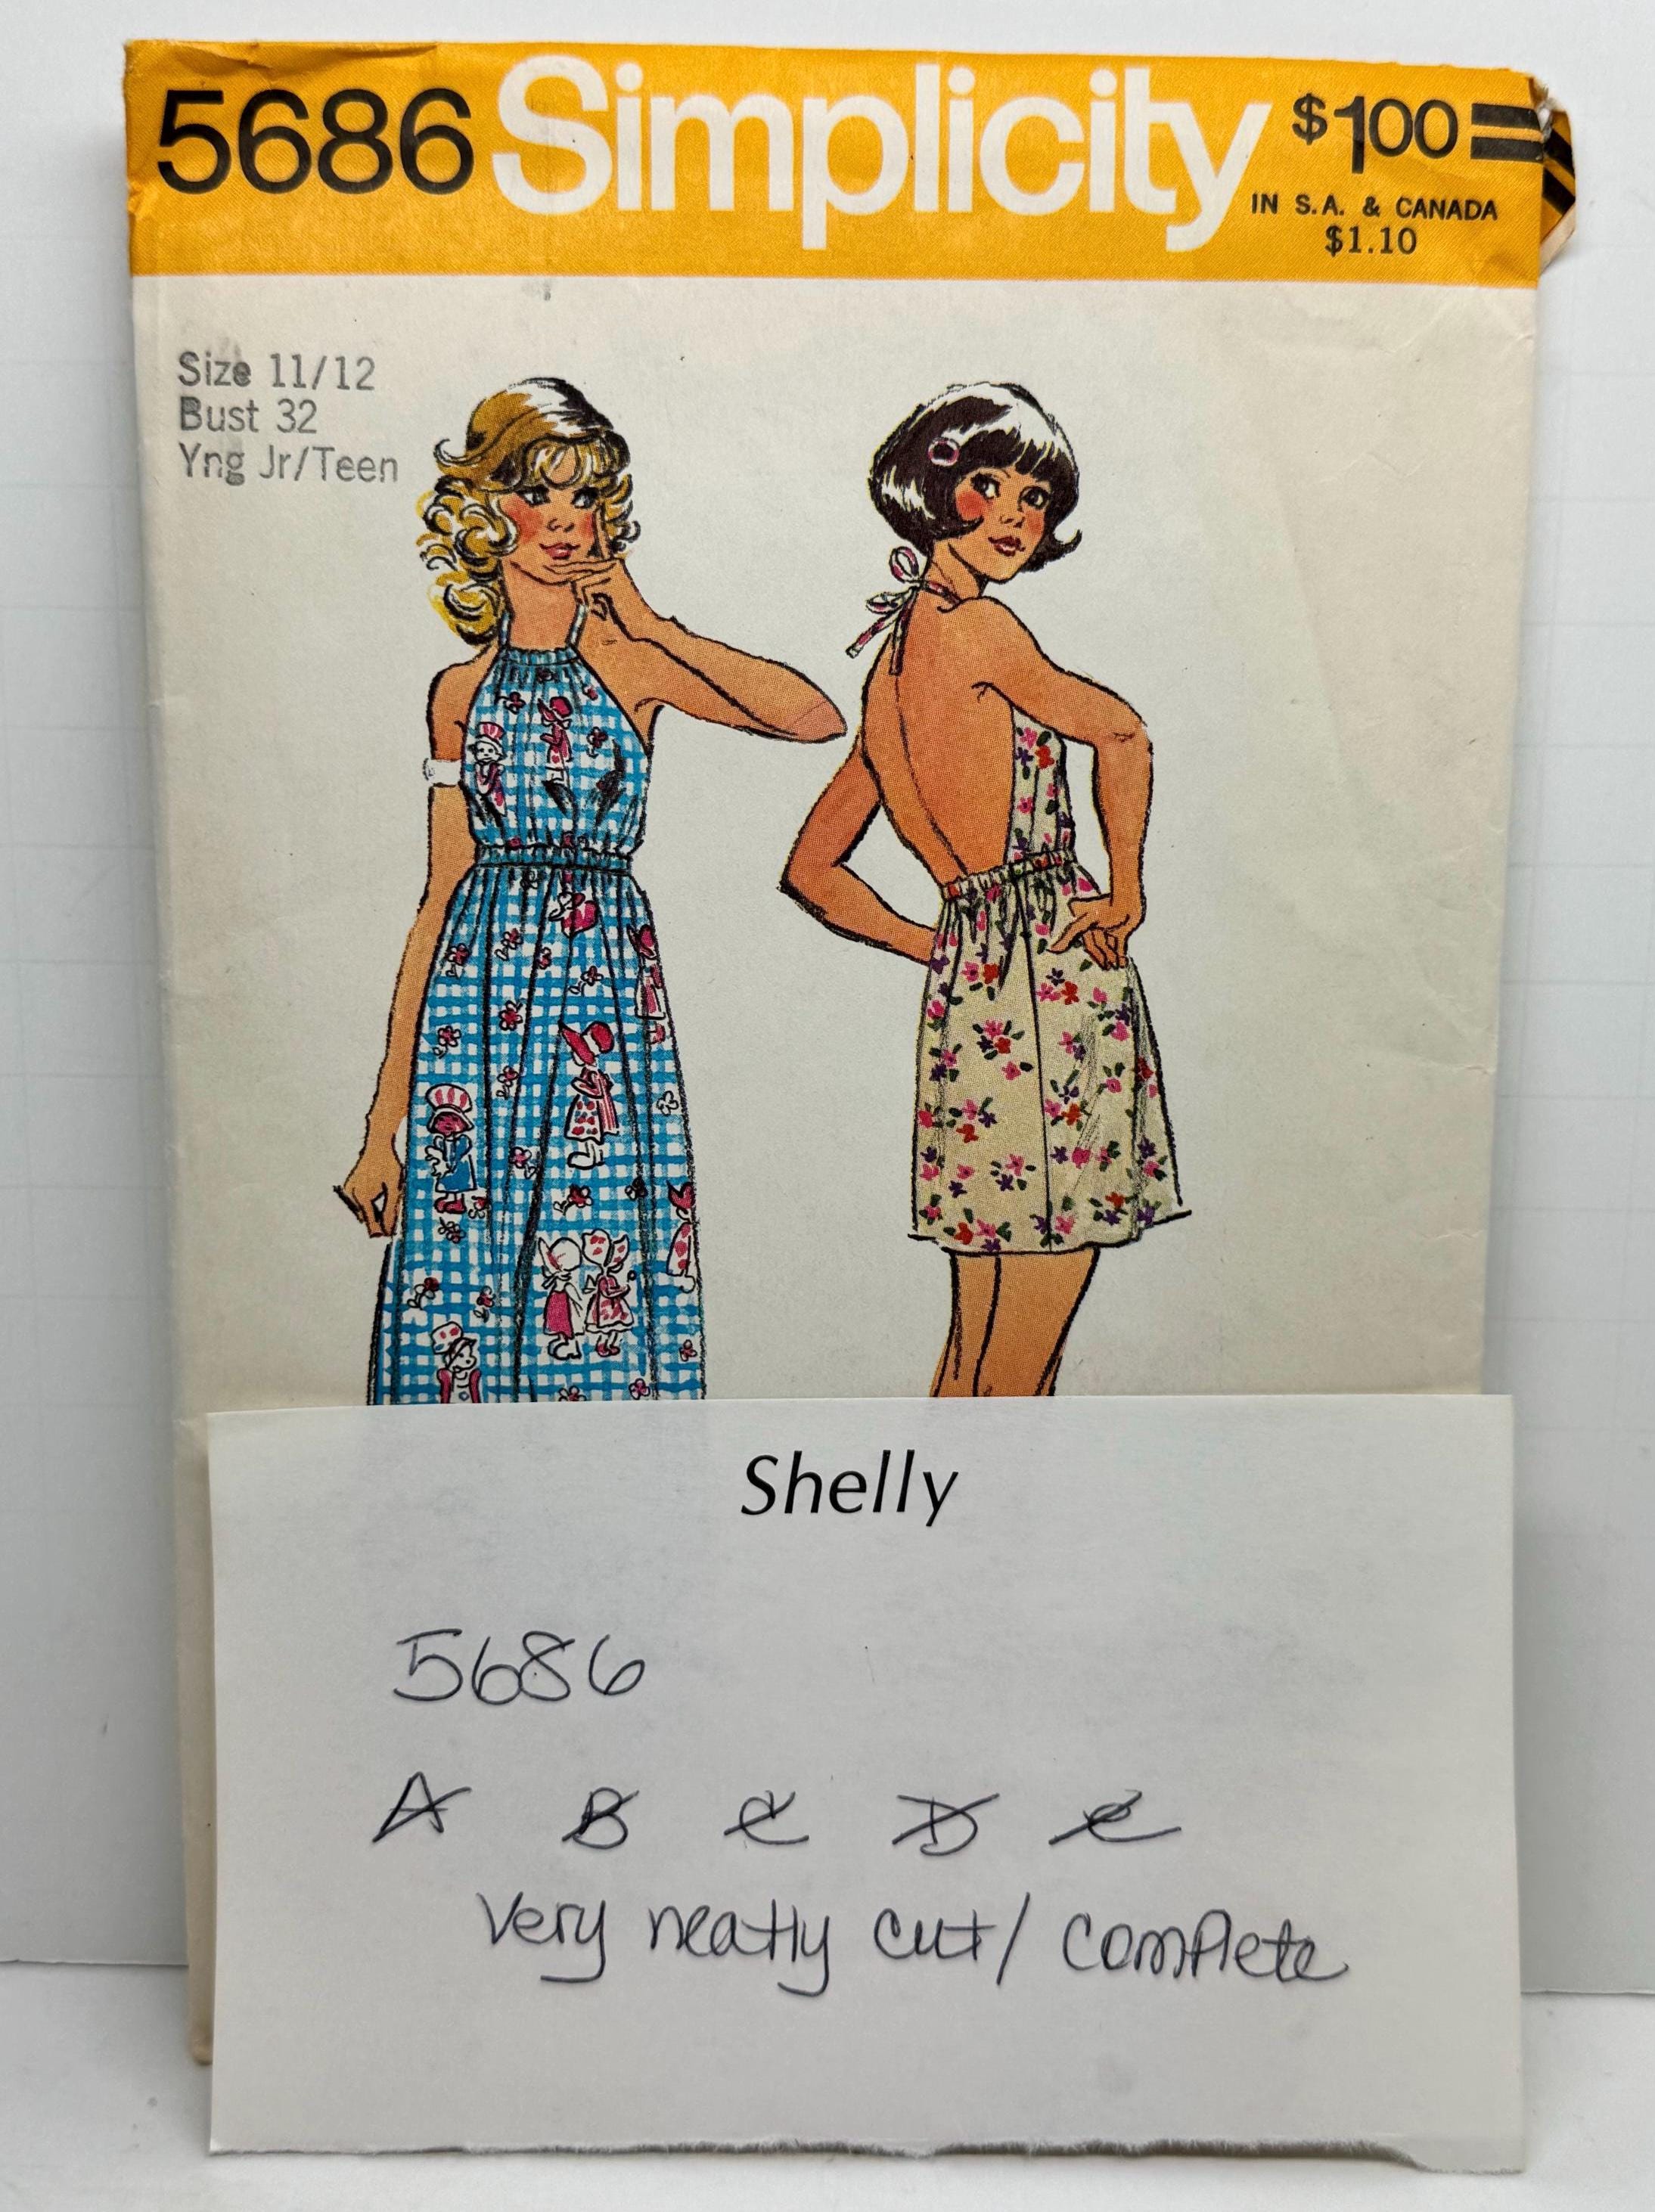 5686 Simplicity $1.00
IN S.A. & CANADA
$1.10
Size 11/12
Bust 32
Yng Jr/Teen
Shelly
5686
A B C D E
Very neatly cut/ complete